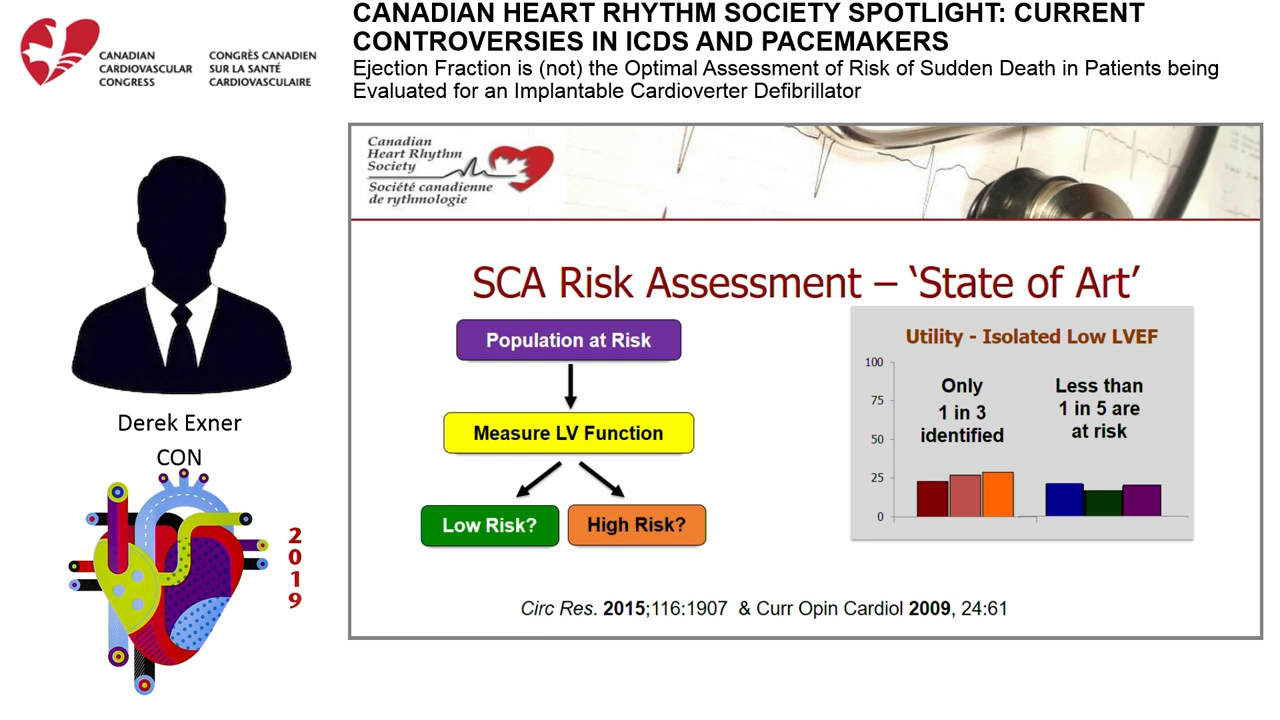 CANADIAN
CARDIOVASCULAR
CONGRESS
CONGRÈS CANADIEN
SUR LA SANTÉ
CARDIOVASCULAIRE
CANADIAN HEART RHYTHM SOCIETY SPOTLIGHT: CURRENT
CONTROVERSIES IN ICDS AND PACEMAKERS
Ejection Fraction is (not) the Optimal Assessment of Risk of Sudden Death in Patients being
Evaluated for an Implantable Cardioverter Defibrillator
Canadian
Heart Rhythm
Society
Société canadienne
de rythmologie
SCA Risk Assessment – ‘State of Art’
Population at Risk
Measure LV Function
Low Risk?
High Risk?
Utility - Isolated Low LVEF
100
75
50
25
0
Only
1 in 3
identified
Less than
1 in 5 are
at risk
Circ Res. 2015;116:1907 & Curr Opin Cardiol 2009, 24:61
Derek Exner
CON
2
0
1
9